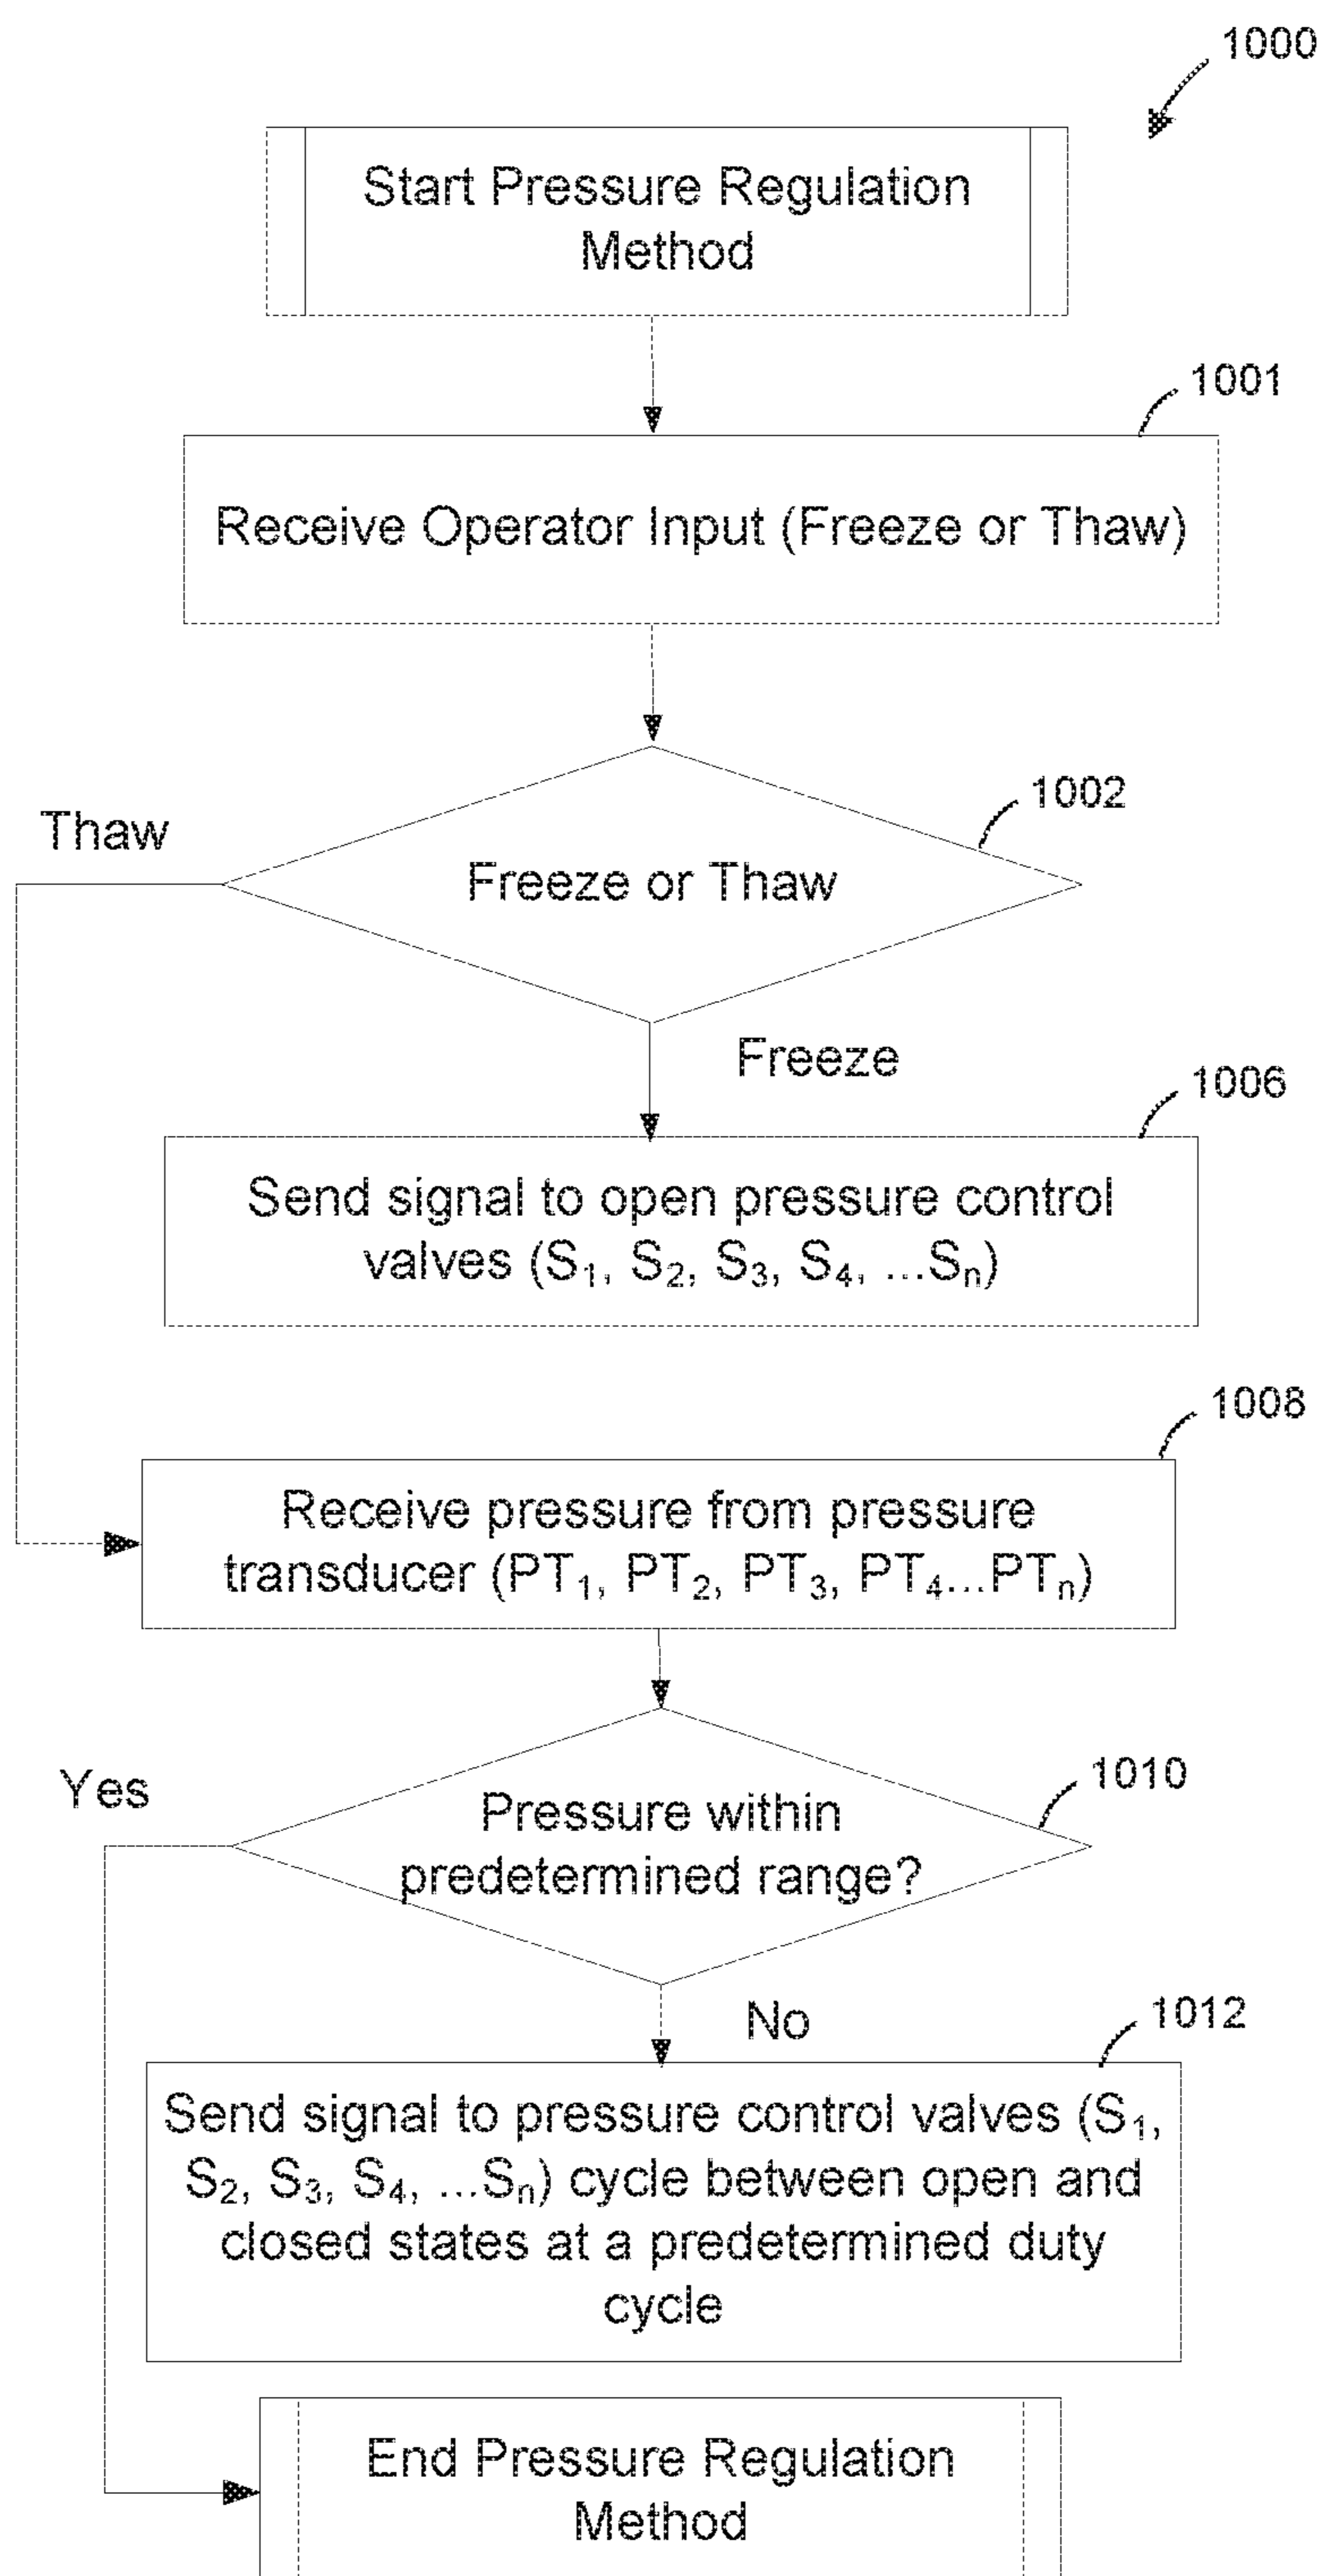 1000
Start Pressure Regulation
Method
1001
Receive Operator Input (Freeze or Thaw)
1002
Thaw
Freeze or Thaw
Freeze
1006
Send signal to open pressure control
valves (S₁, S₂, S₃, S₄, ...Sₙ)
1008
Receive pressure from pressure
transducer (PT₁, PT₂, PT₃, PT₄...PTₙ)
1010
Yes
Pressure within
predetermined range?
No
1012
Send signal to pressure control valves (S₁,
S₂, S₃, S₄, ...Sₙ) cycle between open and
closed states at a predetermined duty
cycle
End Pressure Regulation
Method